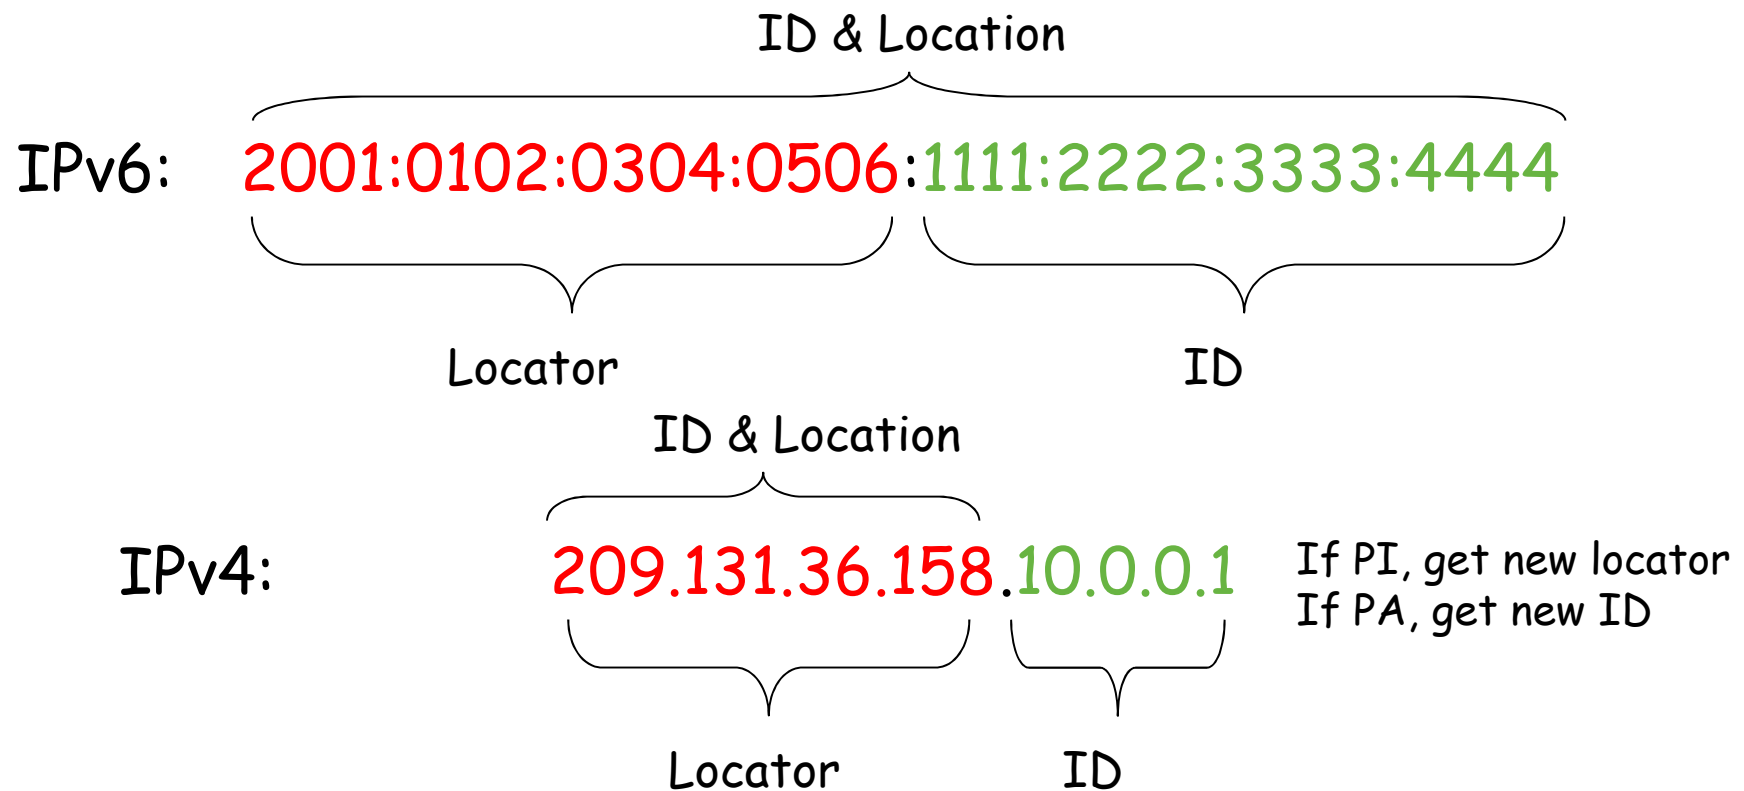 ID & Location
IPv6: 2001:0102:0304:0506:1111:2222:3333:4444
Locator ID
ID & Location
IPv4: 209.131.36.158.10.0.0.1
If PI, get new locator
If PA, get new ID
Locator ID